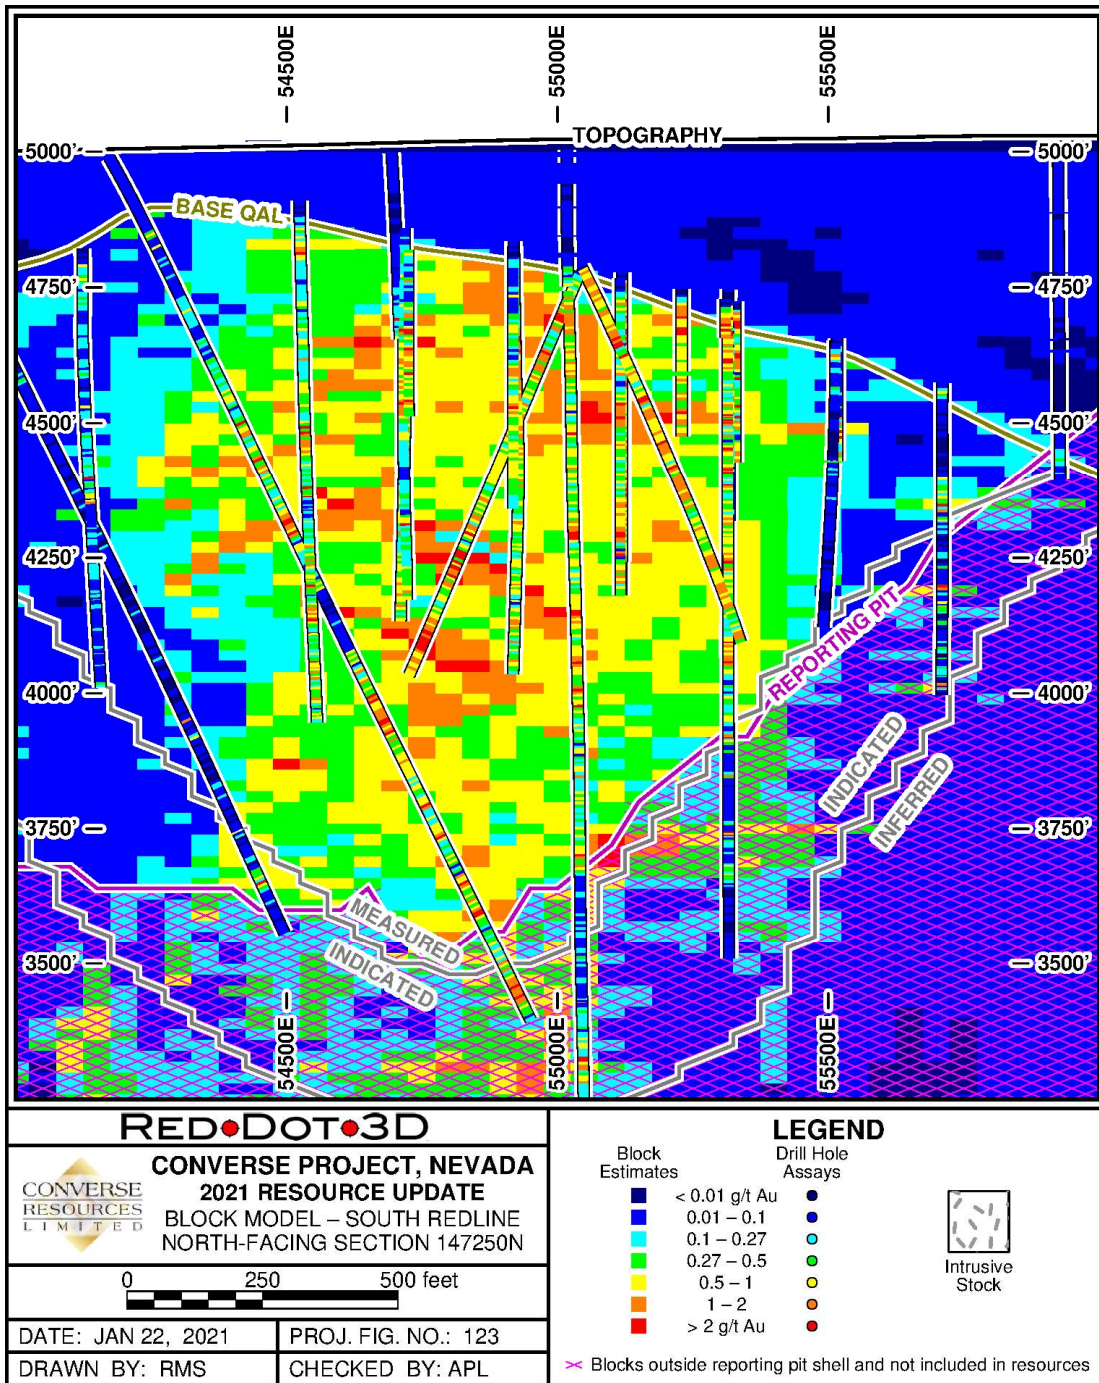 54500E
55000E
55500E
TOPOGRAPHY
5000'
5000'
BASE QAL
4750'
4750'
4500'
4500'
4250'
4250'
REPORTING PIT
4000'
4000'
INDICATED
INFERRED
3750'
3750'
MEASURED
INDICATED
3500'
3500'
54500E
55000E
55500E
RED DOT 3D
CONVERSE
RESOURCES
LIMITED
CONVERSE PROJECT, NEVADA
2021 RESOURCE UPDATE
BLOCK MODEL – SOUTH REDLINE
NORTH-FACING SECTION 147250N
0 250 500 feet
DATE: JAN 22, 2021
PROJ. FIG. NO.: 123
DRAWN BY: RMS
CHECKED BY: APL
LEGEND
Block Estimates
Drill Hole Assays
< 0.01 g/t Au
0.01 – 0.1
0.1 – 0.27
0.27 – 0.5
0.5 – 1
1 – 2
> 2 g/t Au
Intrusive
Stock
Blocks outside reporting pit shell and not included in resources